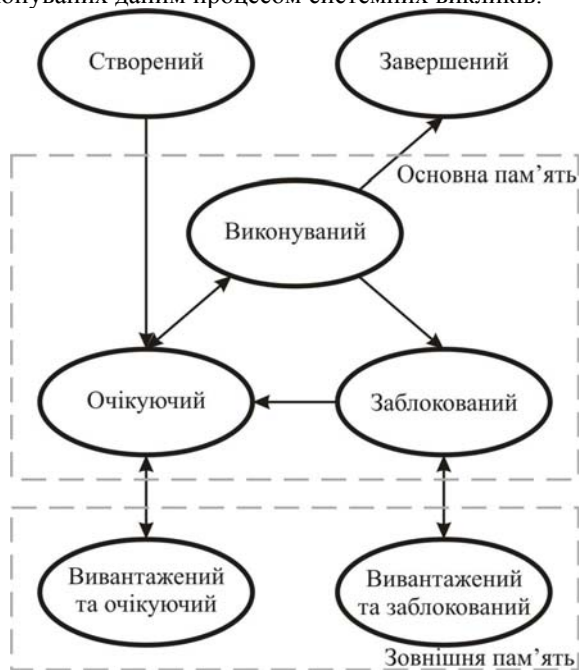 конуваних даним процесом системних викликів.
Створений
Завершений
Основна пам’ять
Виконуваний
Очікуючий
Заблокований
Вивантажений
та очікуючий
Вивантажений
та заблокований
Зовнішня пам’ять